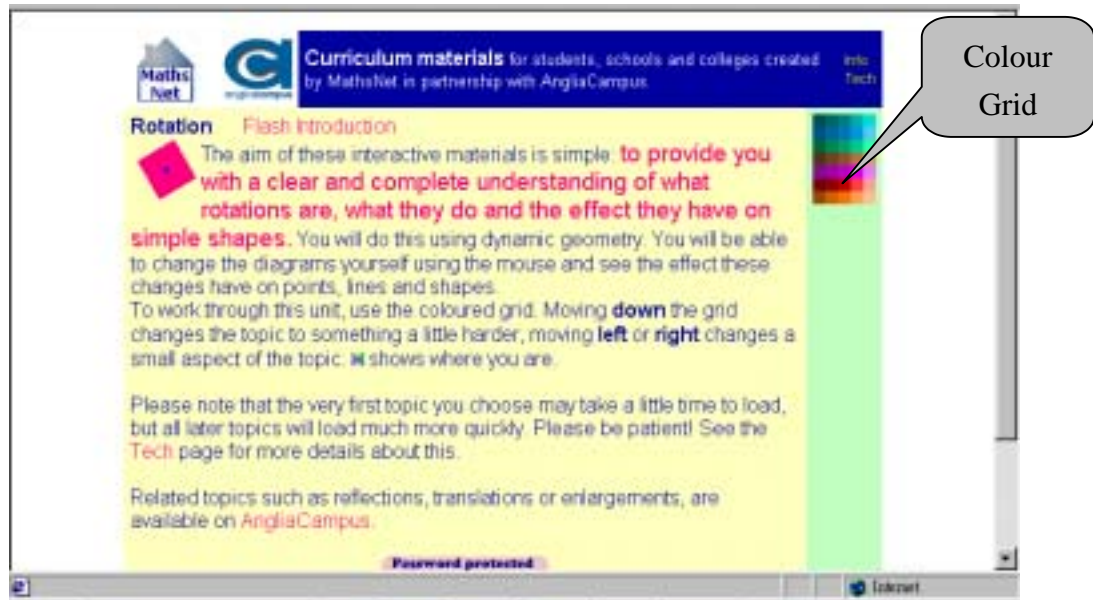 Maths
Net
angliacampus
Curriculum materials for students, schools and colleges created
by MathsNet in partnership with AngliaCampus.
Info
Tech
Colour
Grid
Rotation Flash Introduction
The aim of these interactive materials is simple: to provide you
with a clear and complete understanding of what
rotations are, what they do and the effect they have on
simple shapes. You will do this using dynamic geometry. You will be able
to change the diagrams yourself using the mouse and see the effect these
changes have on points, lines and shapes.
To work through this unit, use the coloured grid. Moving down the grid
changes the topic to something a little harder, moving left or right changes a
small aspect of the topic. shows where you are.
Please note that the very first topic you choose may take a little time to load,
but all later topics will load much more quickly. Please be patient! See the
Tech page for more details about this.
Related topics such as reflections, translations or enlargements, are
available on AngliaCampus.
Password protected
Internet